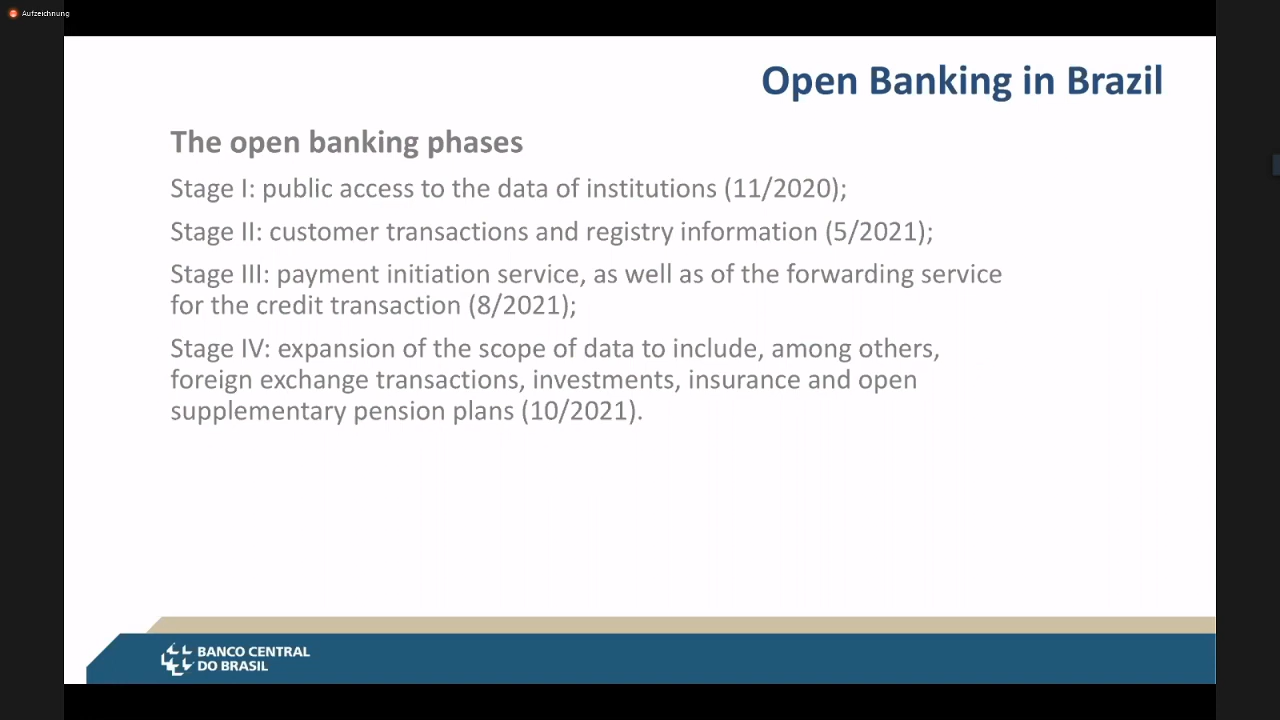 Aufzeichnung
Open Banking in Brazil
The open banking phases
Stage I: public access to the data of institutions (11/2020);
Stage II: customer transactions and registry information (5/2021);
Stage III: payment initiation service, as well as of the forwarding service
for the credit transaction (8/2021);
Stage IV: expansion of the scope of data to include, among others,
foreign exchange transactions, investments, insurance and open
supplementary pension plans (10/2021).
BANCO CENTRAL
DO BRASIL